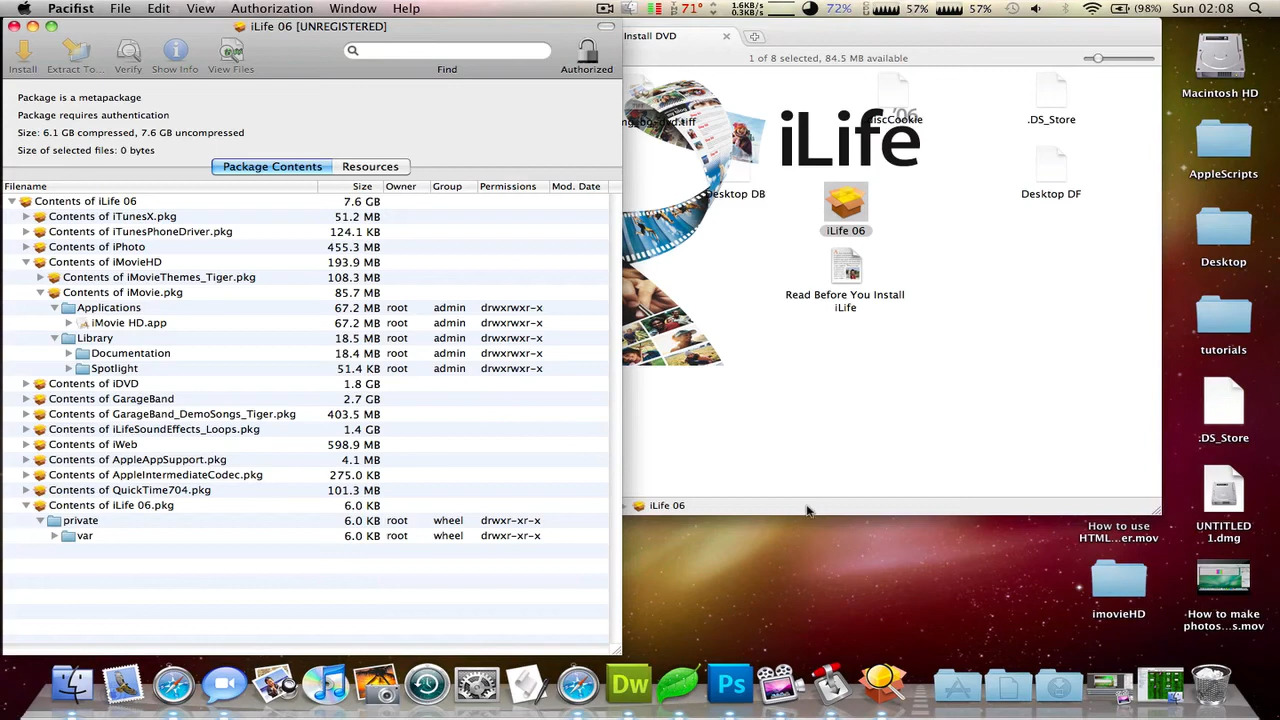 Pacifist File Edit View Authorization Window Help 71° 1.6KB/s 0.3KB/s 72% 57% 57% (98%) Sun 02:08
iLife 06 [UNREGISTERED]
Install Extract To... Verify Show Info View Files Find Authorized
Package is a metapackage
Package requires authentication
Size: 6.1 GB compressed, 7.6 GB uncompressed
Size of selected files: 0 bytes
Package Contents Resources
Filename Size Owner Group Permissions Mod. Date
Contents of iLife 06 7.6 GB
Contents of iTunesX.pkg 51.2 MB
Contents of iTunesPhoneDriver.pkg 124.1 KB
Contents of iPhoto 455.3 MB
Contents of iMovieHD 193.9 MB
Contents of iMovieThemes_Tiger.pkg 108.3 MB
Contents of iMovie.pkg 85.7 MB
Applications 67.2 MB root admin drwxrwxr-x
iMovie HD.app 67.2 MB root admin drwxrwxr-x
Library 18.5 MB root admin drwxrwxr-x
Documentation 18.4 MB root admin drwxrwxr-x
Spotlight 51.4 KB root admin drwxrwxr-x
Contents of iDVD 1.8 GB
Contents of GarageBand 2.7 GB
Contents of GarageBand_DemoSongs_Tiger.pkg 403.5 MB
Contents of iLifeSoundEffects_Loops.pkg 1.4 GB
Contents of iWeb 598.9 MB
Contents of AppleAppSupport.pkg 4.1 MB
Contents of AppleIntermediateCodec.pkg 275.0 KB
Contents of QuickTime704.pkg 101.3 MB
Contents of iLife 06.pkg 6.0 KB
private 6.0 KB root wheel drwxr-xr-x
var 6.0 KB root wheel drwxr-xr-x
Install DVD
1 of 8 selected, 84.5 MB available
iLife '06
.DS_Store
Desktop DB
Desktop DF
iLife 06
Read Before You Install
iLife
iLife 06
Macintosh HD
AppleScripts
Desktop
tutorials
.DS_Store
How to use
HTML...er.mov
UNTITLED
1.dmg
imovieHD
How to make
photos...s.mov
Dw Ps